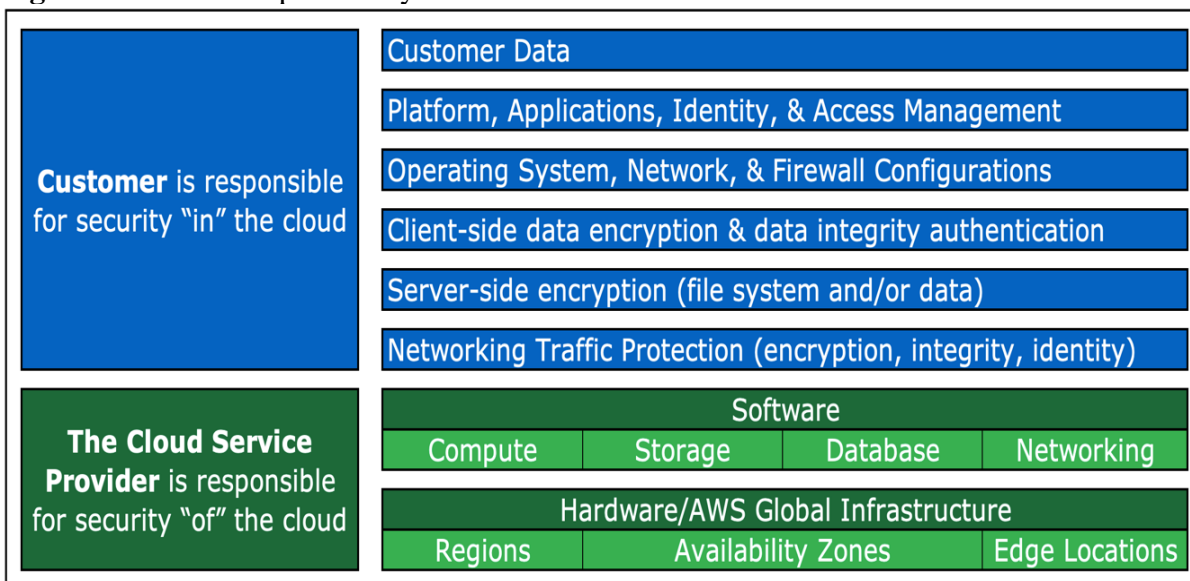 Customer is responsible
for security “in” the cloud
Customer Data
Platform, Applications, Identity, & Access Management
Operating System, Network, & Firewall Configurations
Client-side data encryption & data integrity authentication
Server-side encryption (file system and/or data)
Networking Traffic Protection (encryption, integrity, identity)
The Cloud Service
Provider is responsible
for security “of” the cloud
Software
Compute Storage Database Networking
Hardware/AWS Global Infrastructure
Regions Availability Zones Edge Locations